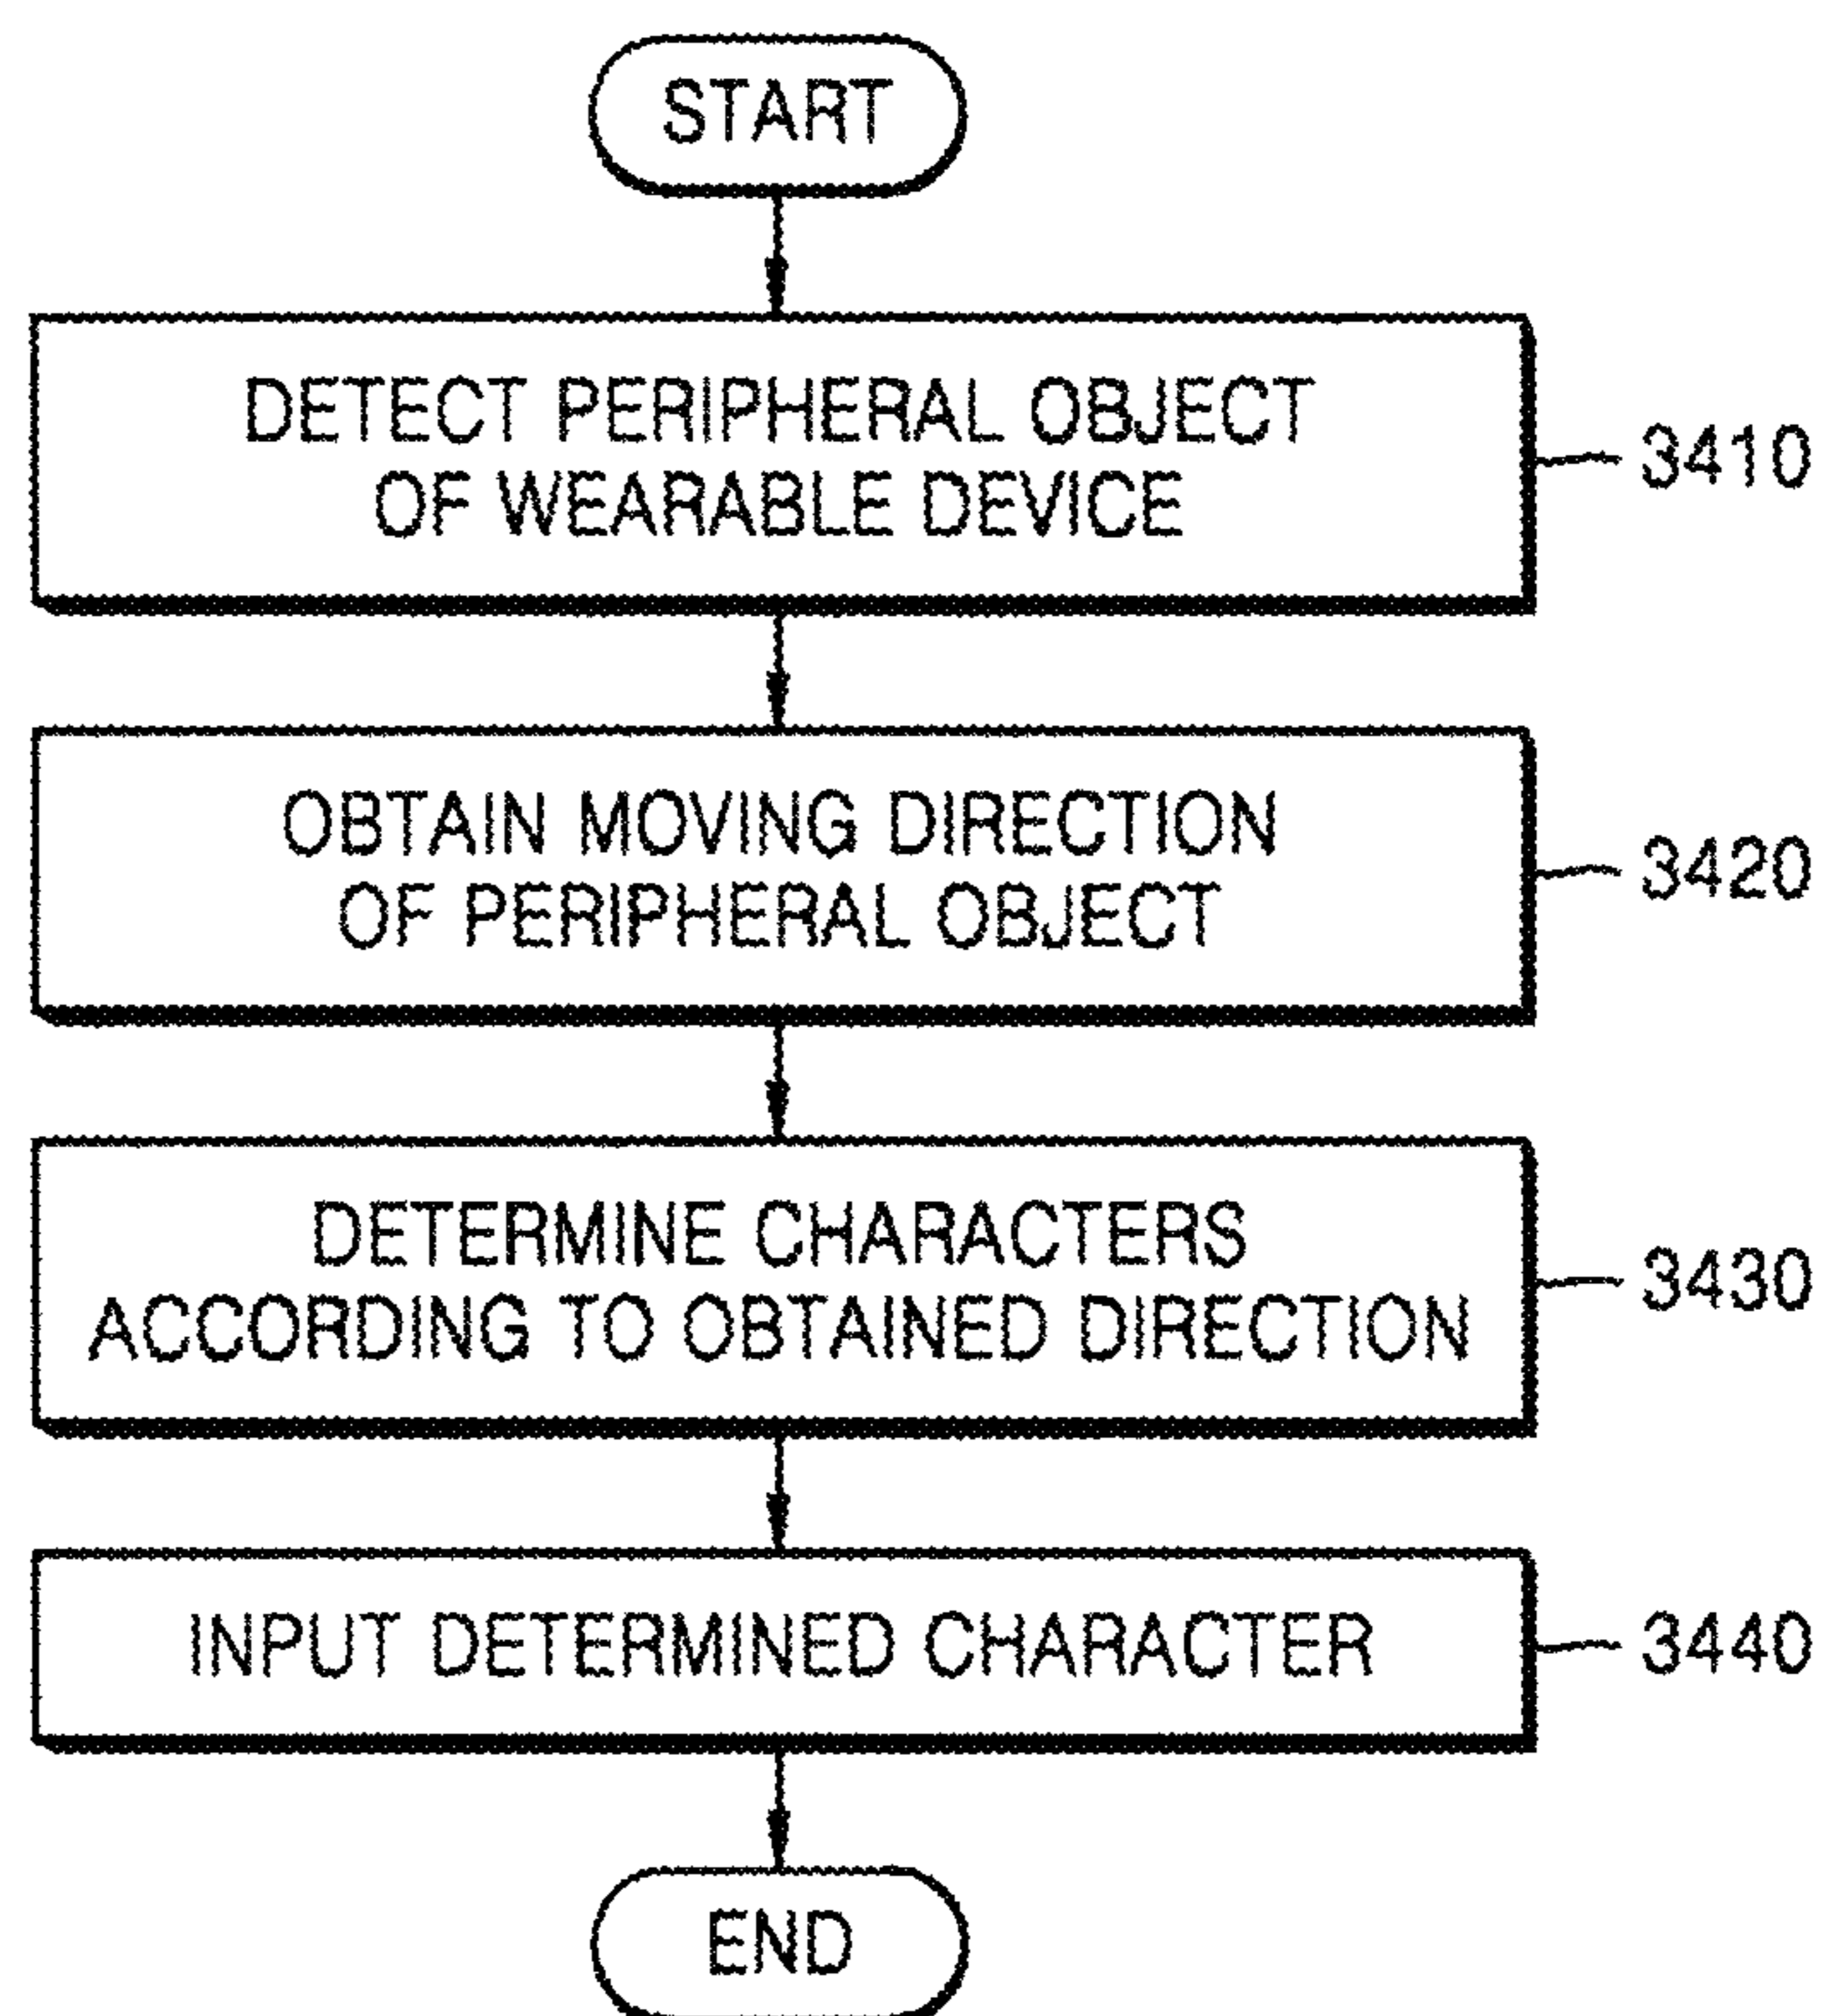 START
DETECT PERIPHERAL OBJECT
OF WEARABLE DEVICE
3410
OBTAIN MOVING DIRECTION
OF PERIPHERAL OBJECT
3420
DETERMINE CHARACTERS
ACCORDING TO OBTAINED DIRECTION
3430
INPUT DETERMINED CHARACTER
3440
END